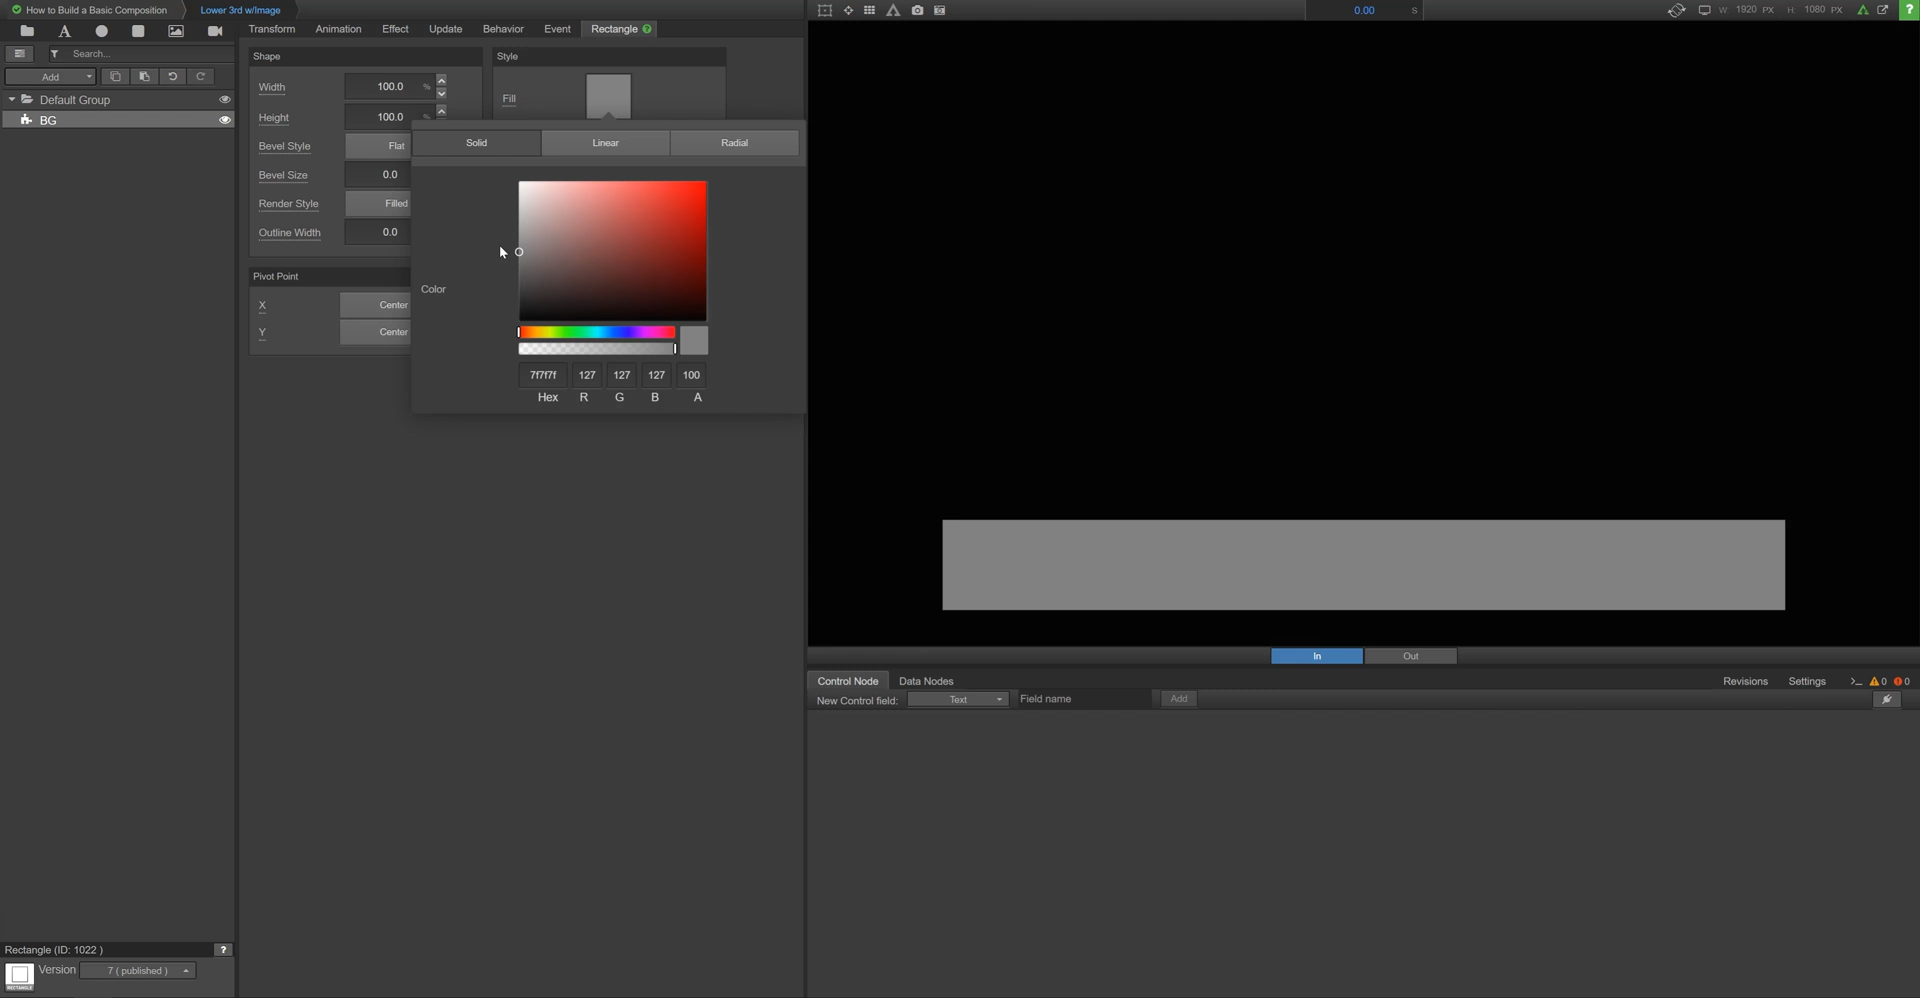 How to Build a Basic Composition
Lower 3rd w/Image
0.00 S
W: 1920 PX H: 1080 PX
?
A
Transform Animation Effect Update Behavior Event Rectangle ?
Search...
Add
Default Group
BG
Shape
Width 100.0 %
Height 100.0 %
Bevel Style Flat
Bevel Size 0.0
Render Style Filled
Outline Width 0.0
Pivot Point
X Center
Y Center
Style
Fill
Solid Linear Radial
Color
7f7f7f 127 127 127 100
Hex R G B A
In Out
Control Node Data Nodes
Revisions Settings >_ 0 0
New Control field: Text Field name Add
Rectangle (ID: 1022 ) ?
Version 7 ( published )
RECTANGLE